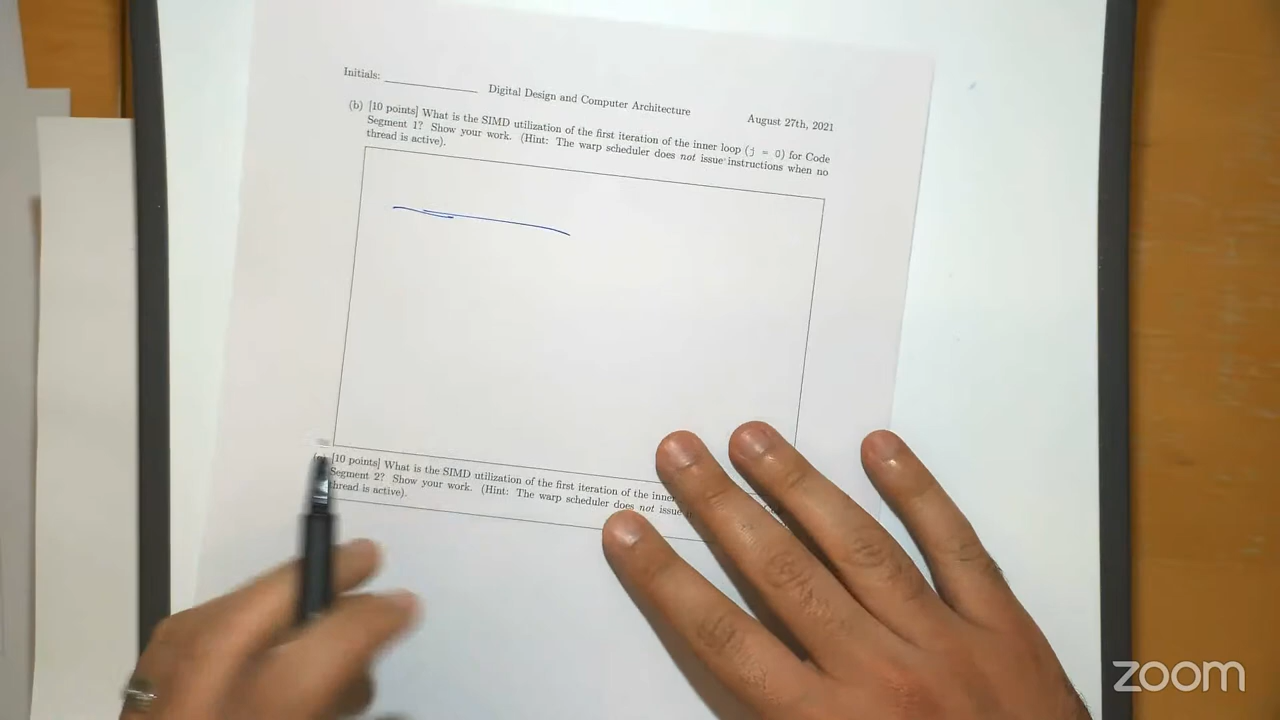 Initials:
Digital Design and Computer Architecture
August 27th, 2021
(b) [10 points] What is the SIMD utilization of the first iteration of the inner loop (j = 0) for Code
Segment 1? Show your work. (Hint: The warp scheduler does not issue instructions when no
thread is active).
[10 points] What is the SIMD utilization of the first iteration of the inner
Segment 2? Show your work. (Hint: The warp scheduler does not issue
thread is active).
zoom